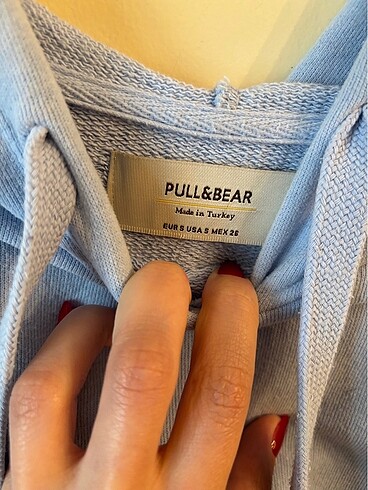 PULL&BEAR
Made in Turkey
EUR S USA S MEX 26